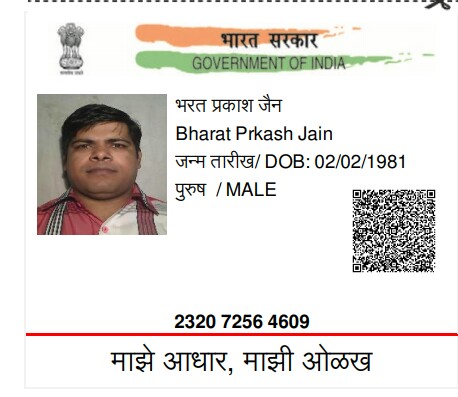 भारत सरकार
GOVERNMENT OF INDIA
भरत प्रकाश जैन
Bharat Prkash Jain
जन्म तारीख/ DOB: 02/02/1981
पुरुष / MALE
2320 7256 4609
माझे आधार, माझी ओळख